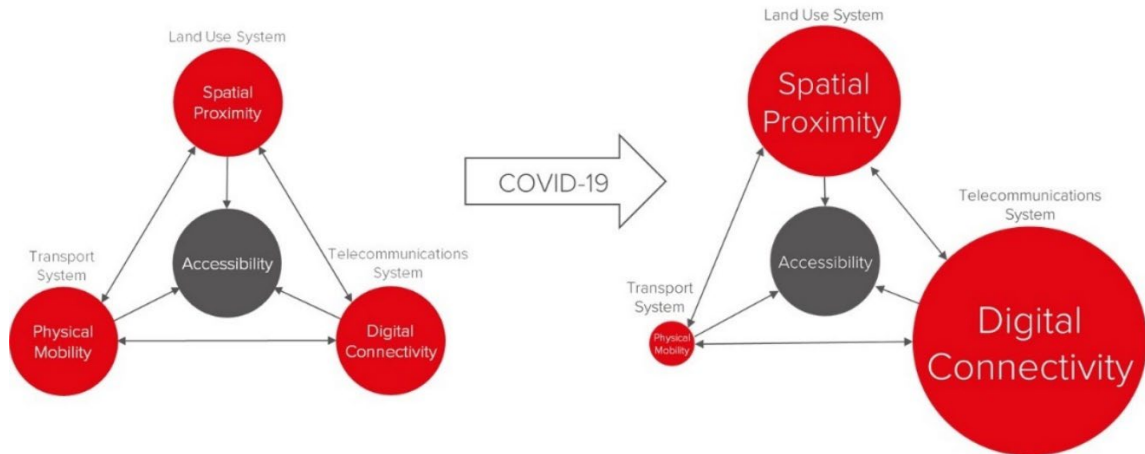 Land Use System
Spatial
Proximity
Accessibility
Transport
System
Physical
Mobility
Telecommunications
System
Digital
Connectivity
COVID-19
Land Use System
Spatial
Proximity
Telecommunications
System
Accessibility
Transport
System
Physical
Mobility
Digital
Connectivity